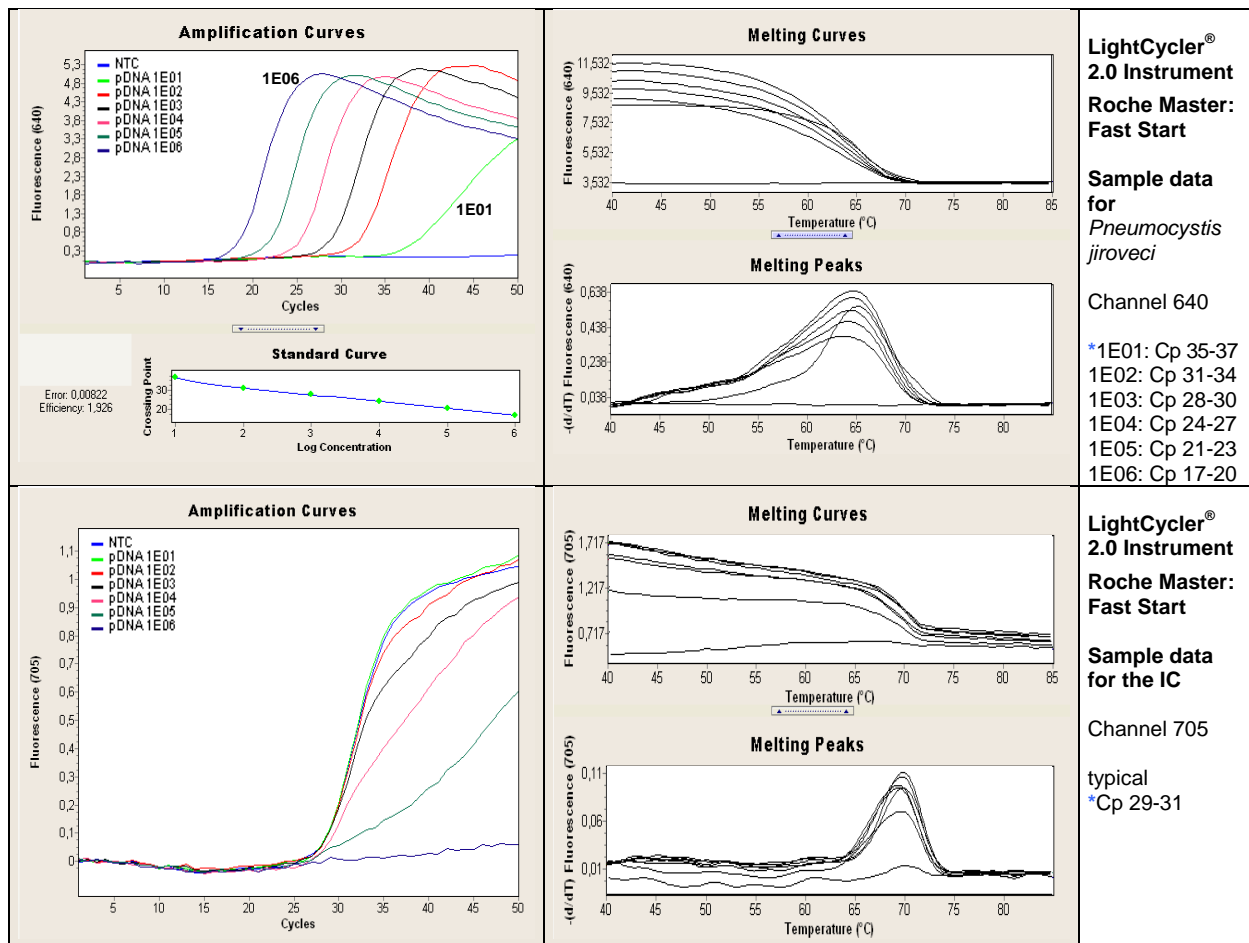 Amplification Curves
NTC
pDNA 1E01
pDNA 1E02
pDNA 1E03
pDNA 1E04
pDNA 1E05
pDNA 1E06
1E06
1E01
Fluorescence (640)
5,3
4,8
4,3
3,8
3,3
2,8
2,3
1,8
1,3
0,8
0,3
5 10 15 20 25 30 35 40 45 50
Cycles
Standard Curve
Error: 0,00822
Efficiency: 1,926
Crossing Point
30
20
1 2 3 4 5 6
Log Concentration
Melting Curves
Fluorescence (640)
11,532
9,532
7,532
5,532
3,532
40 45 50 55 60 65 70 75 80 85
Temperature (°C)
Melting Peaks
-(d/dT) Fluorescence (640)
0,638
0,438
0,238
0,038
40 45 50 55 60 65 70 75 80
Temperature (°C)
LightCycler®
2.0 Instrument
Roche Master:
Fast Start
Sample data
for
Pneumocystis
jiroveci
Channel 640
*1E01: Cp 35-37
1E02: Cp 31-34
1E03: Cp 28-30
1E04: Cp 24-27
1E05: Cp 21-23
1E06: Cp 17-20
Amplification Curves
NTC
pDNA 1E01
pDNA 1E02
pDNA 1E03
pDNA 1E04
pDNA 1E05
pDNA 1E06
Fluorescence (705)
1,1
1
0,9
0,8
0,7
0,6
0,5
0,4
0,3
0,2
0,1
0
5 10 15 20 25 30 35 40 45 50
Cycles
Melting Curves
Fluorescence (705)
1,717
1,217
0,717
40 45 50 55 60 65 70 75 80 85
Temperature (°C)
Melting Peaks
-(d/dT) Fluorescence (705)
0,11
0,06
0,01
40 45 50 55 60 65 70 75 80
Temperature (°C)
LightCycler®
2.0 Instrument
Roche Master:
Fast Start
Sample data
for the IC
Channel 705
typical
*Cp 29-31